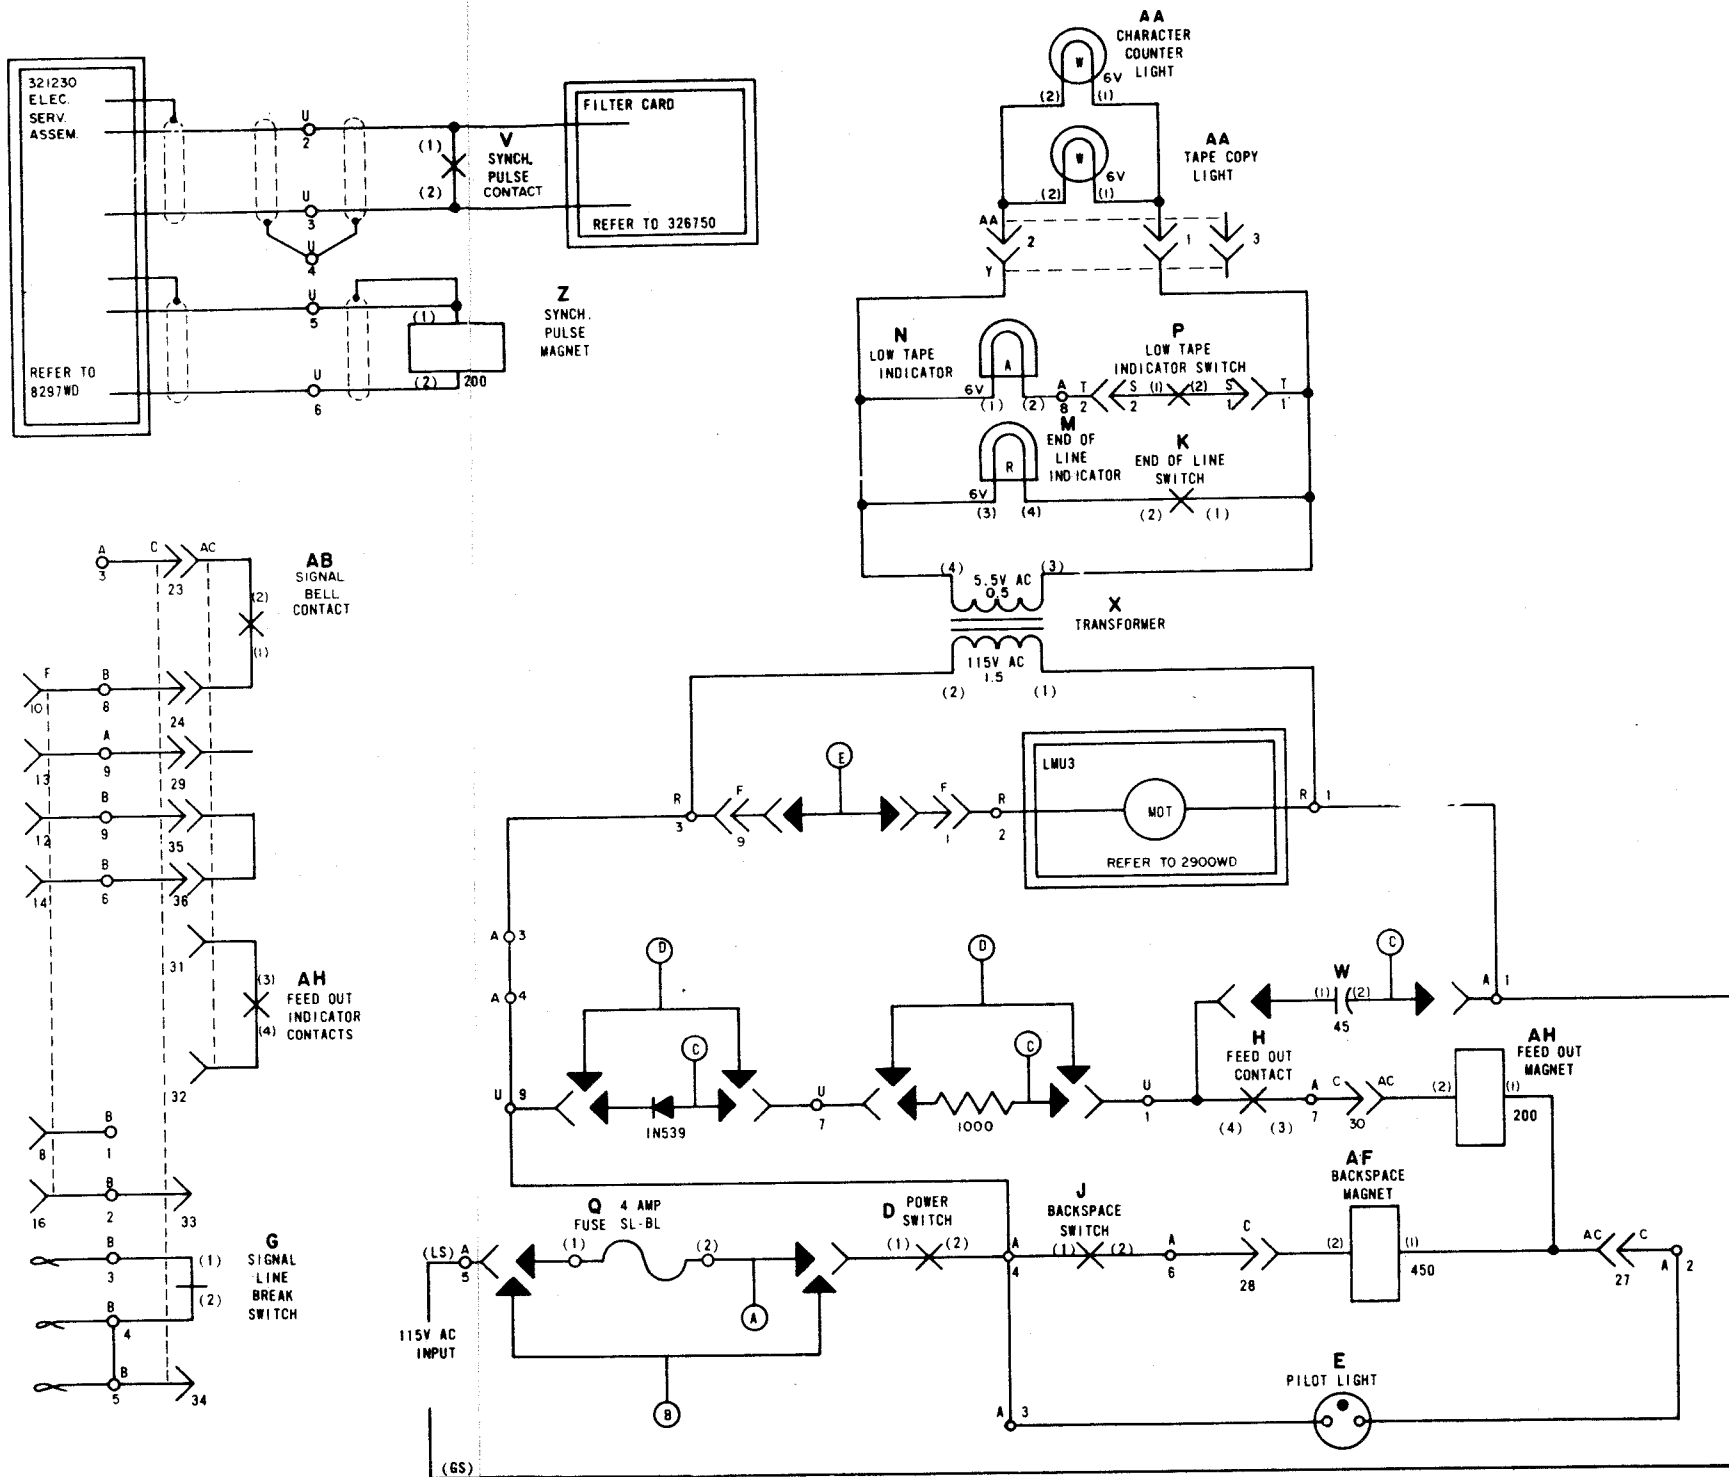 321230
ELEC.
SERV.
ASSEM.
REFER TO
8297WD
U
2
U
3
U
4
U
5
U
6
(1)
(2)
V
SYNCH.
PULSE
CONTACT
FILTER CARD
REFER TO 326750
(1)
(2)
200
Z
SYNCH.
PULSE
MAGNET
AA
CHARACTER
COUNTER
LIGHT
W
6V
(2)
(1)
AA
TAPE COPY
LIGHT
W
6V
(2)
(1)
AA
2
1
3
Y
N
LOW TAPE
INDICATOR
A
6V
(1)
(2)
A
8
T
2
S
2
(1)
(2)
S
1
T
1
P
LOW TAPE
INDICATOR SWITCH
M
END OF
LINE
INDICATOR
R
6V
(3)
(4)
K
END OF LINE
SWITCH
(2)
(1)
(4)
(3)
5.5V AC
0.5
X
TRANSFORMER
115V AC
1.5
(2)
(1)
A
3
C
23
AC
AB
SIGNAL
BELL
CONTACT
(2)
(1)
F
10
B
8
24
13
A
9
29
12
B
9
35
14
B
6
36
31
(3)
(4)
AH
FEED OUT
INDICATOR
CONTACTS
32
8
B
1
16
B
2
33
B
3
(1)
(2)
G
SIGNAL
LINE
BREAK
SWITCH
B
4
B
5
34
R
3
F
9
E
F
1
R
2
LMU3
MOT
REFER TO 2900WD
R
1
A
3
A
4
D
D
C
W
(1)
(2)
45
A
1
U
9
C
1N539
U
7
C
1000
U
1
H
FEED OUT
CONTACT
(4)
(3)
A
7
C
30
AC
(2)
(1)
200
AH
FEED OUT
MAGNET
(LS)
A
5
Q
4 AMP
FUSE SL-BL
(1)
(2)
A
B
D
POWER
SWITCH
(1)
(2)
A
4
J
BACKSPACE
SWITCH
(1)
(2)
A
6
C
28
AF
BACKSPACE
MAGNET
(2)
(1)
450
AC
C
27
A
2
115V AC
INPUT
E
PILOT LIGHT
A
3
(GS)